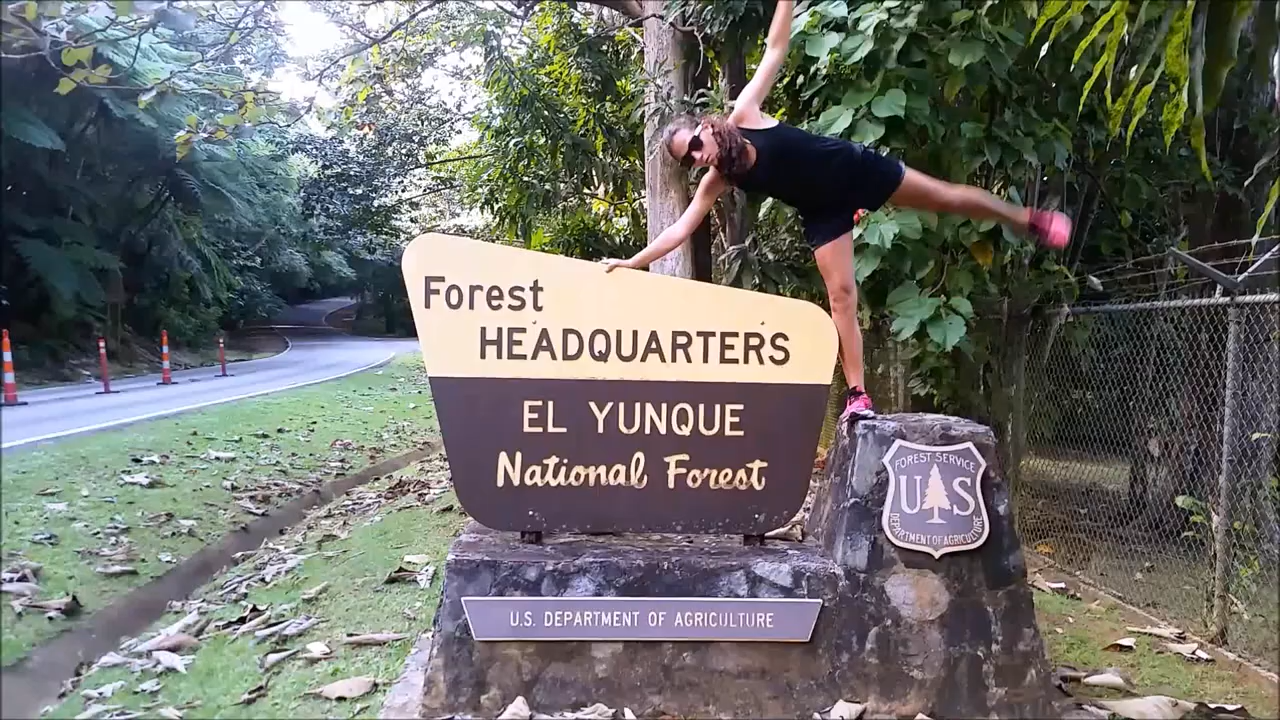 Forest
HEADQUARTERS
EL YUNQUE
National Forest
FOREST SERVICE
U S
DEPARTMENT OF AGRICULTURE
U.S. DEPARTMENT OF AGRICULTURE